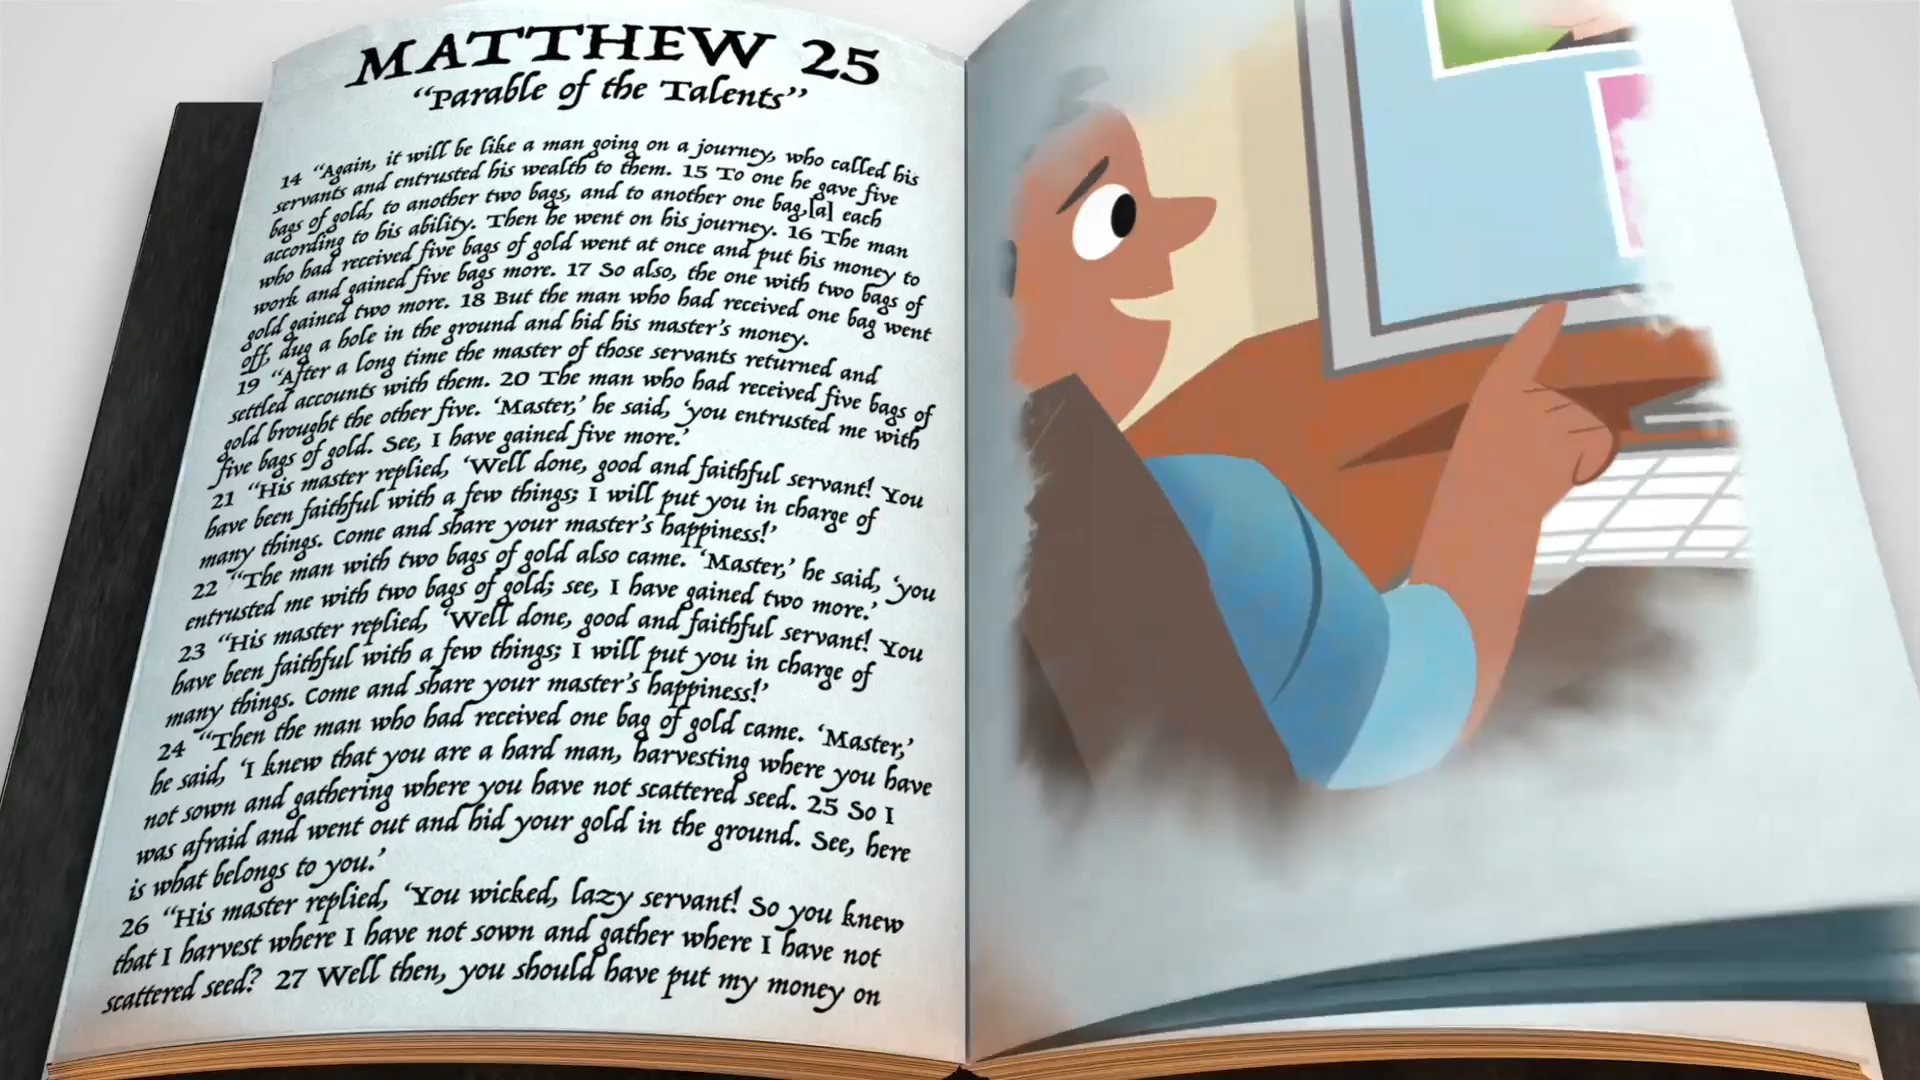 MATTHEW 25
“Parable of the Talents”
14 “Again, it will be like a man going on a journey, who called his
servants and entrusted his wealth to them. 15 To one he gave five
bags of gold, to another two bags, and to another one bag,[a] each
according to his ability. Then he went on his journey. 16 The man
who had received five bags of gold went at once and put his money to
work and gained five bags more. 17 So also, the one with two bags of
gold gained two more. 18 But the man who had received one bag went
off, dug a hole in the ground and hid his master’s money.
19 “After a long time the master of those servants returned and
settled accounts with them. 20 The man who had received five bags of
gold brought the other five. ‘Master,’ he said, ‘you entrusted me with
five bags of gold. See, I have gained five more.’
21 “His master replied, ‘Well done, good and faithful servant! You
have been faithful with a few things; I will put you in charge of
many things. Come and share your master’s happiness!’
22 “The man with two bags of gold also came. ‘Master,’ he said, ‘you
entrusted me with two bags of gold; see, I have gained two more.’
23 “His master replied, ‘Well done, good and faithful servant! You
have been faithful with a few things; I will put you in charge of
many things. Come and share your master’s happiness!’
24 “Then the man who had received one bag of gold came. ‘Master,’
he said, ‘I knew that you are a hard man, harvesting where you have
not sown and gathering where you have not scattered seed. 25 So I
was afraid and went out and hid your gold in the ground. See, here
is what belongs to you.’
26 “His master replied, ‘You wicked, lazy servant! So you knew
that I harvest where I have not sown and gather where I have not
scattered seed? 27 Well then, you should have put my money on